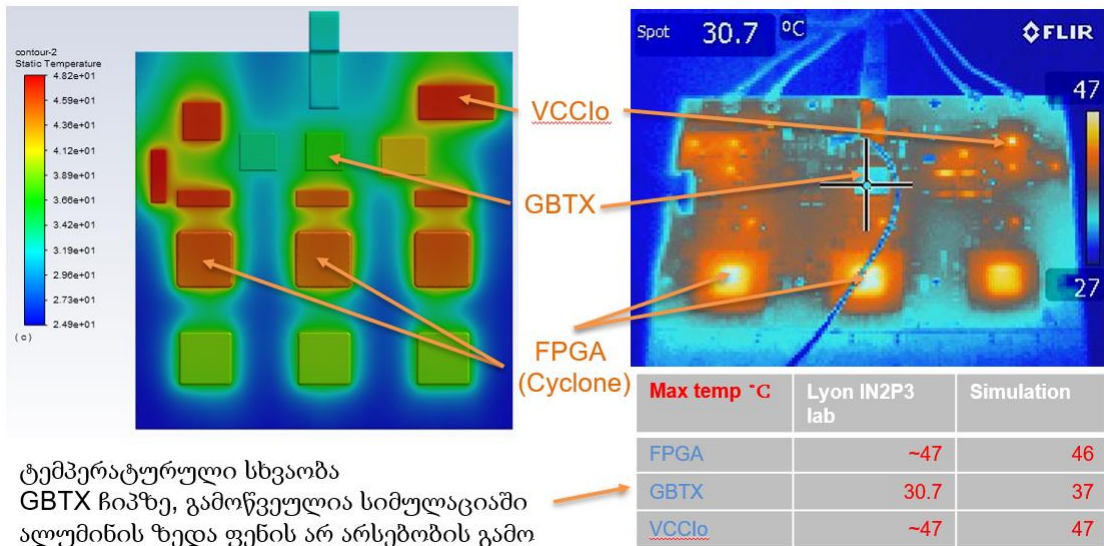 contour-2
Static Temperature
4.82e+01
4.59e+01
4.36e+01
4.12e+01
3.89e+01
3.66e+01
3.42e+01
3.19e+01
2.96e+01
2.73e+01
2.49e+01
( c )
VCCIo
GBTX
FPGA
(Cyclone)
Spot 30.7 °C
FLIR
47
27
Max temp ˚C Lyon IN2P3 lab Simulation
FPGA ~47 46
GBTX 30.7 37
VCCIo ~47 47
ტემპერატურული სხვაობა
GBTX ჩიპზე, გამოწვეულია სიმულაციაში
ალუმინის ზედა ფენის არ არსებობის გამო